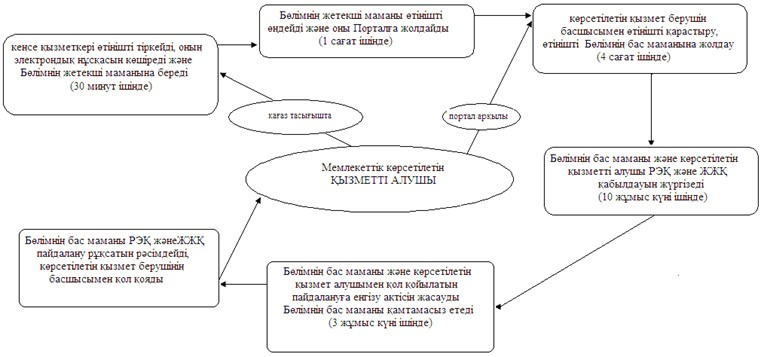 кеңсе қызметкері өтінішті тіркейді, оның
электрондық нұсқасын көшіреді және
Бөлімнің жетекші маманына береді
(30 минут ішінде)
Бөлімнің жетекші маманы өтінішті
өңдейді және оны Порталға жолдайды
(1 сағат ішінде)
көрсетілетін қызмет берушін
басшысымен өтінішті қарастыру,
өтінішті Бөлімнің бас маманына жолдау
(4 сағат ішінде)
кағаз тасығышта
портал арқылы
Мемлекеттік көрсетілетін
ҚЫЗМЕТТІ АЛУШЫ
Бөлімнің бас маманы және көрсетілетін
қызметті алушы РЭҚ және ЖЖҚ
қабылдауын жүргізеді
(10 жұмыс күні ішінде)
Бөлімнің бас маманы РЭҚ жәнеЖЖҚ
пайдалану рұқсатын рәсімдейді,
көрсетілетін қызмет берушінің
басшысымен қол қояды
Бөлімнің бас маманы және көрсетілетін
қызмет алушымен қол қойылатын
пайдалануға енгізу актісін жасауды
Бөлімнің бас маманы қамтамасыз етеді
(3 жұмыс күні ішінде)